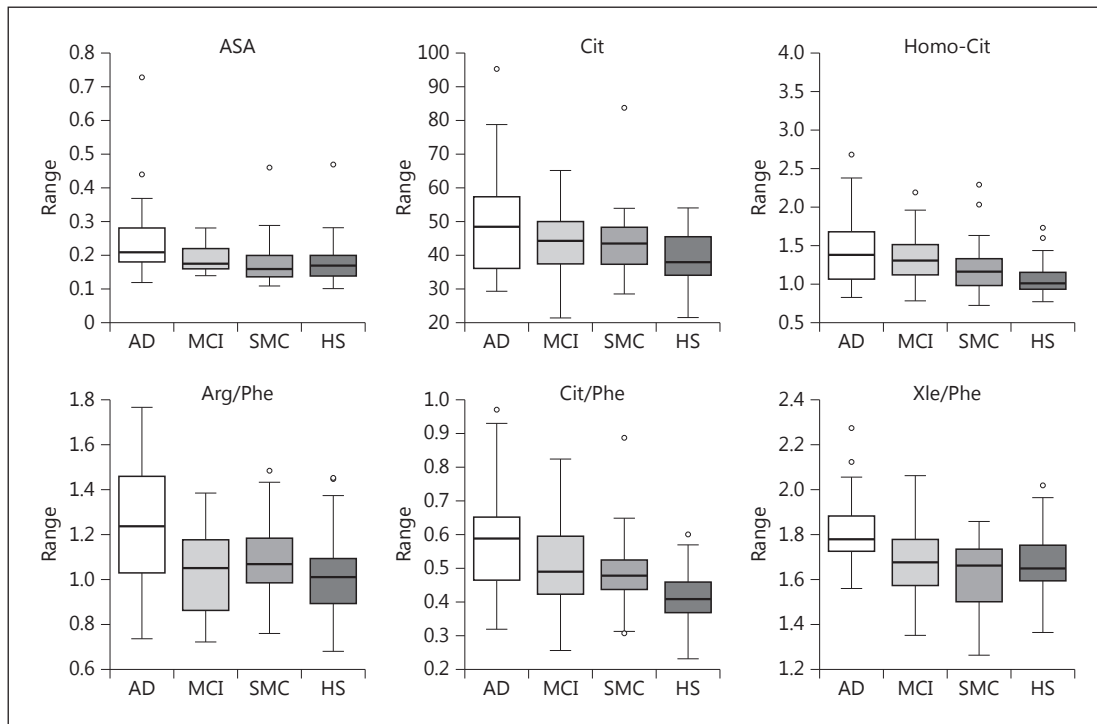 ASA
Cit
Homo-Cit
0.8
0.7
0.6
0.5
0.4
0.3
0.2
0.1
0
Range
AD MCI SMC HS
100
90
80
70
60
50
40
30
20
Range
AD MCI SMC HS
4.0
3.5
3.0
2.5
2.0
1.5
1.0
0.5
Range
AD MCI SMC HS
Arg/Phe
Cit/Phe
Xle/Phe
1.8
1.6
1.4
1.2
1.0
0.8
0.6
Range
AD MCI SMC HS
1.0
0.9
0.8
0.7
0.6
0.5
0.4
0.3
0.2
Range
AD MCI SMC HS
2.4
2.2
2.0
1.8
1.6
1.4
1.2
Range
AD MCI SMC HS